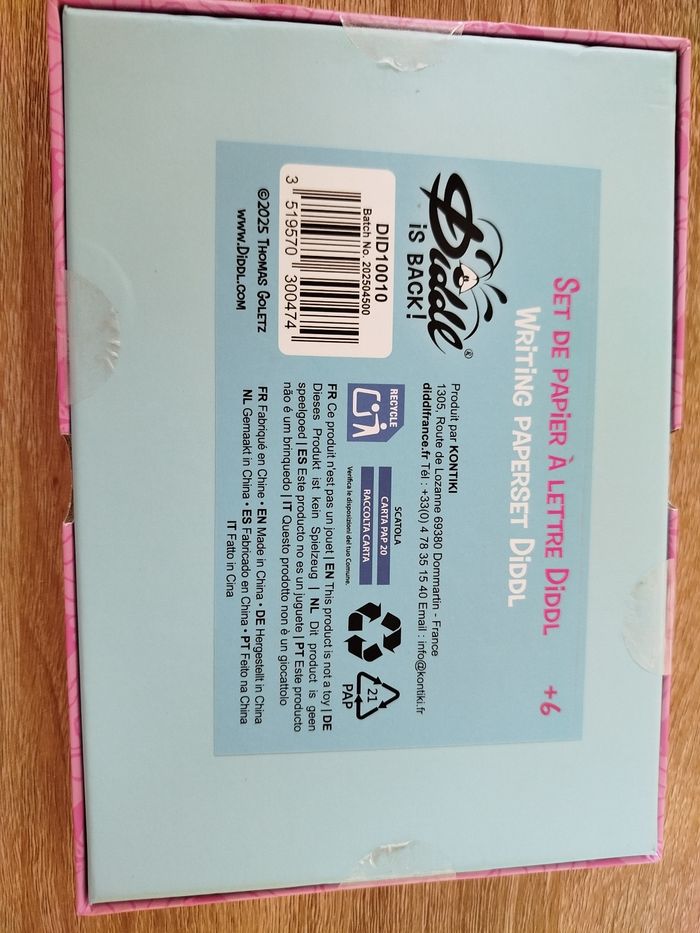 SET DE PAPIER À LETTRE DIDDL +6
WRITING PAPERSET DIDDL
Diddl®
IS BACK!
Produit par KONTIKI
1305, Route de Lozanne 69380 Dommartin - France
diddlfrance.fr Tél : +33(0) 4 78 35 15 40 Email : info@kontiki.fr
DID10010
Batch No. 202504500
3 519570 300474
©2025 THOMAS GOLETZ
WWW.DIDDL.COM
RECYCLE
SCATOLA
CARTA PAP 20
RACCOLTA CARTA
Verifica le disposizioni del tuo Comune.
21
PAP
FR Ce produit n'est pas un jouet | EN This product is not a toy | DE
Dieses Produkt ist kein Spielzeug | NL Dit product is geen
speelgoed | ES Este producto no es un juguete | PT Este producto
não é um brinquedo | IT Questo prodotto non è un giocattolo
FR Fabriqué en Chine • EN Made in China • DE Hergestellt in China
NL Gemaakt in China • ES Fabricado en China • PT Feito na China
IT Fatto in Cina